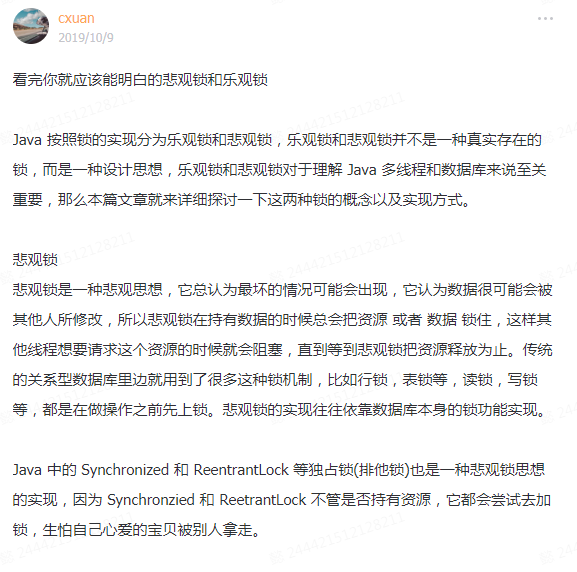 cxuan
2019/10/9
看完你就应该能明白的悲观锁和乐观锁
Java 按照锁的实现分为乐观锁和悲观锁，乐观锁和悲观锁并不是一种真实存在的
锁，而是一种设计思想，乐观锁和悲观锁对于理解 Java 多线程和数据库来说至关
重要，那么本篇文章就来详细探讨一下这两种锁的概念以及实现方式。
悲观锁
悲观锁是一种悲观思想，它总认为最坏的情况可能会出现，它认为数据很可能会被
其他人所修改，所以悲观锁在持有数据的时候总会把资源 或者 数据 锁住，这样其
他线程想要请求这个资源的时候就会阻塞，直到等到悲观锁把资源释放为止。传统
的关系型数据库里边就用到了很多这种锁机制，比如行锁，表锁等，读锁，写锁
等，都是在做操作之前先上锁。悲观锁的实现往往依靠数据库本身的锁功能实现。
Java 中的 Synchronized 和 ReentrantLock 等独占锁(排他锁)也是一种悲观锁思想
的实现，因为 Synchronzied 和 ReetrantLock 不管是否持有资源，它都会尝试去加
锁，生怕自己心爱的宝贝被别人拿走。